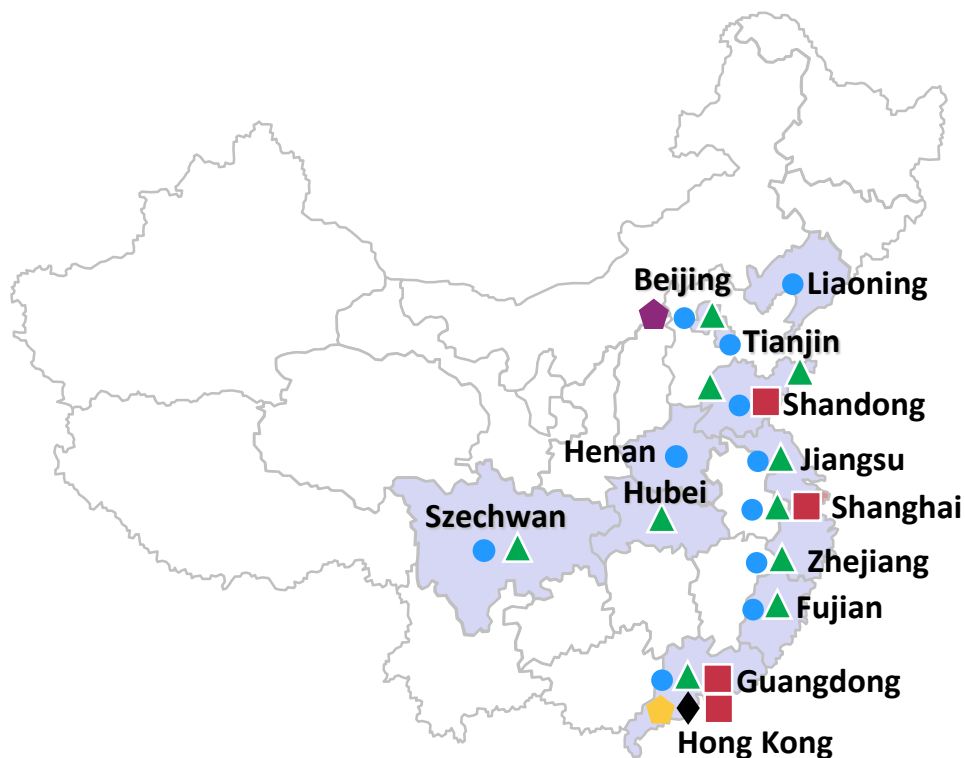 Beijing
Liaoning
Tianjin
Shandong
Henan
Jiangsu
Hubei
Szechwan
Shanghai
Zhejiang
Fujian
Guangdong
Hong Kong